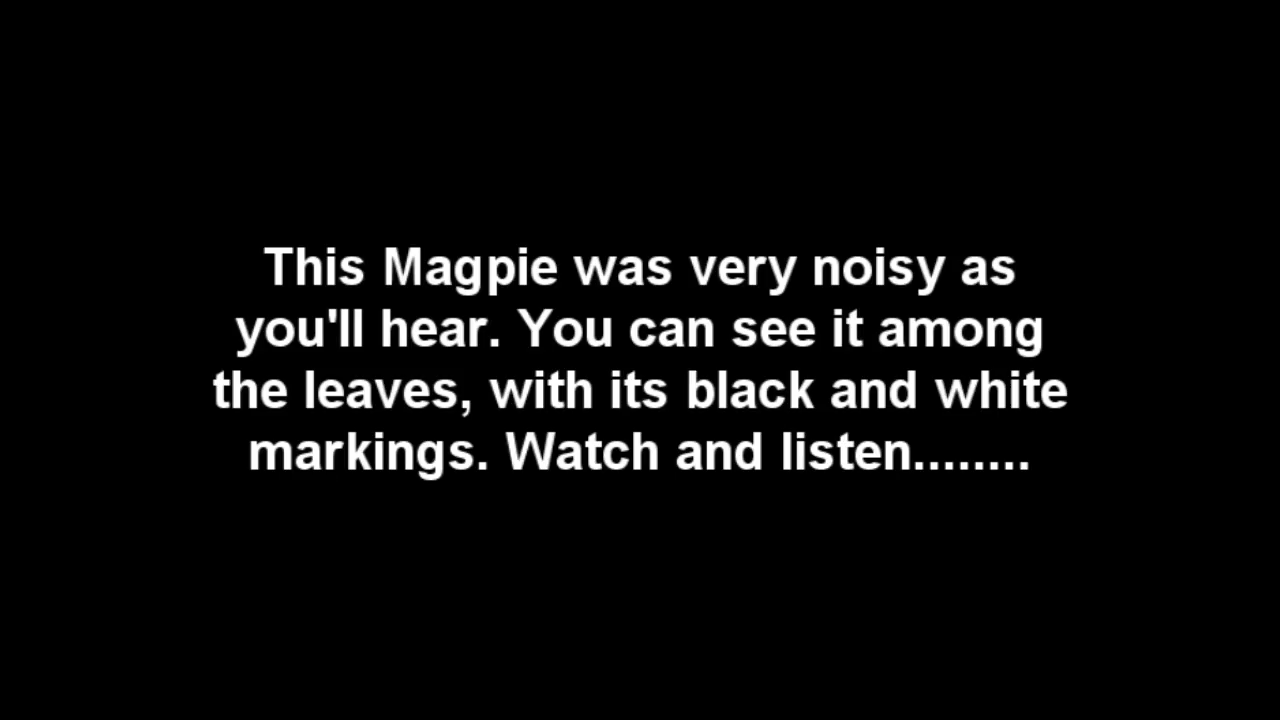 This Magpie was very noisy as
you'll hear. You can see it among
the leaves, with its black and white
markings. Watch and listen........